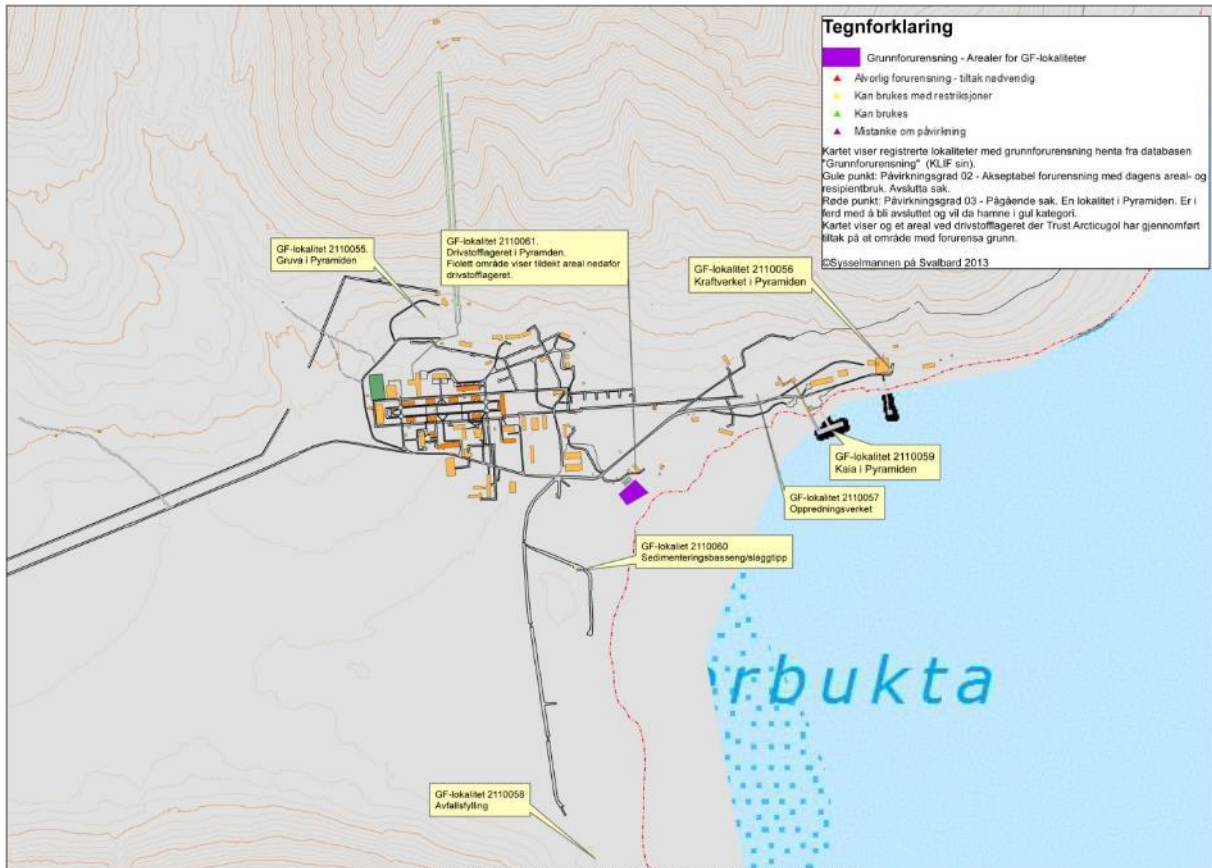 Tegnforklaring
Grunnforurensning - Arealer for GF-lokaliteter
Alvorlig forurensning - tiltak nødvendig
Kan brukes med restriksjoner
Kan brukes
Mistanke om påvirkning
Kartet viser registrerte lokaliteter med grunnforurensning henta fra databasen
"Grunnforurensning" (KLIF sin).
Gule punkt: Påvirkningsgrad 02 - Akseptabel forurensning med dagens areal- og
resipientbruk. Avslutta sak.
Røde punkt: Påvirkningsgrad 03 - Pågående sak. En lokalitet i Pyramiden. Er i
ferd med å bli avsluttet og vil da hamne i gul kategori.
Kartet viser og et areal ved drivstofflageret der Trust Arcticugol har gjennomført
tiltak på et område med forurensa grunn.
©Sysselmannen på Svalbard 2013
GF-lokalitet 2110055.
Gruva i Pyramiden
GF-lokalitet 2110061.
Drivstofflageret i Pyramden.
Fiolett område viser tildekt areal nedafor
drivstofflageret.
GF-lokalitet 2110056
Kraftverket i Pyramiden
GF-lokalitet 2110059
Kaia i Pyramiden
GF-lokalitet 2110057
Oppredningsverket
GF-lokaliet 2110060
Sedimenteringsbasseng/slaggtipp
rbukta
GF-lokalitet 2110058
Avfallsfylling